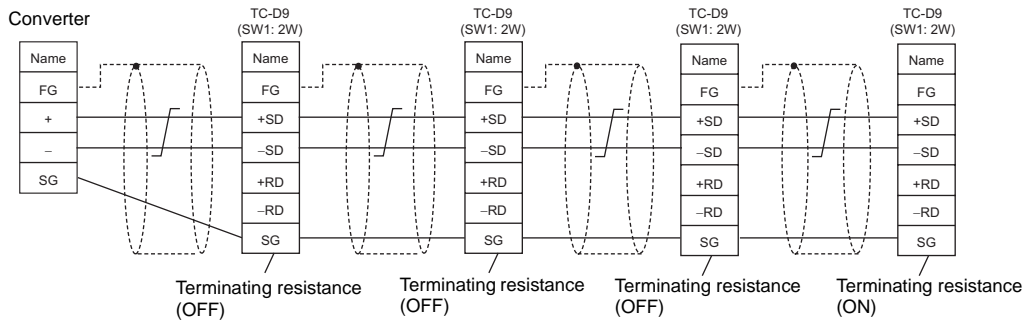 Converter
Name
FG
+
−
SG
TC-D9
(SW1: 2W)
Name
FG
+SD
−SD
+RD
−RD
SG
Terminating resistance
(OFF)
TC-D9
(SW1: 2W)
Name
FG
+SD
−SD
+RD
−RD
SG
Terminating resistance
(OFF)
TC-D9
(SW1: 2W)
Name
FG
+SD
−SD
+RD
−RD
SG
Terminating resistance
(OFF)
TC-D9
(SW1: 2W)
Name
FG
+SD
−SD
+RD
−RD
SG
Terminating resistance
(ON)